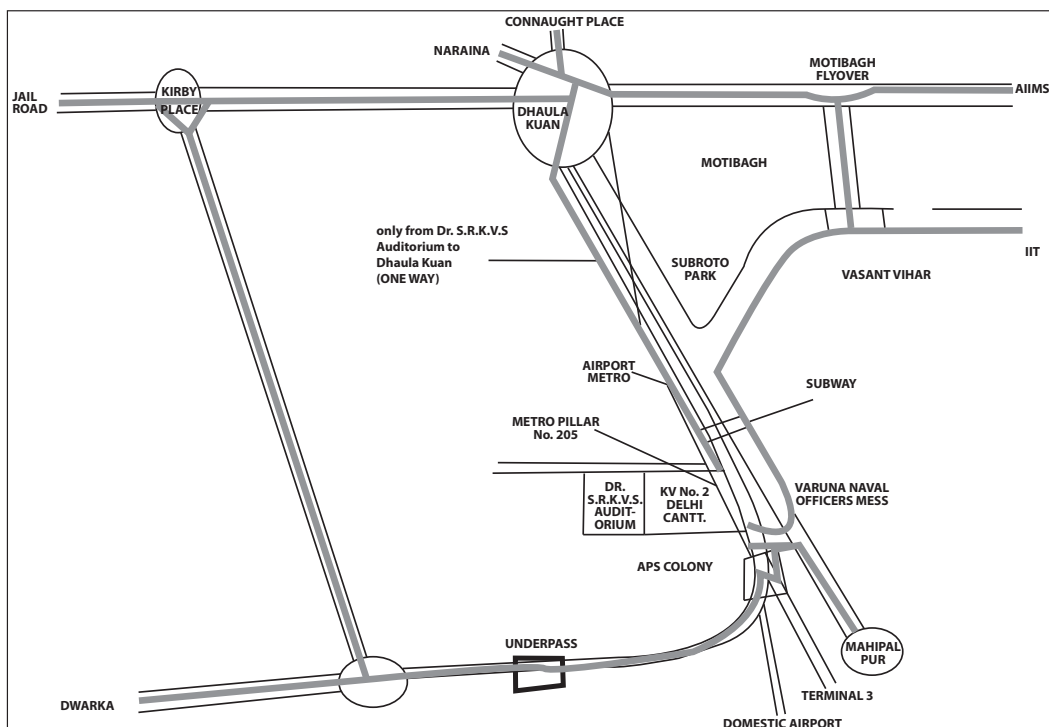 CONNAUGHT PLACE
NARAINA
MOTIBAGH
FLYOVER
JAIL
ROAD
KIRBY
PLACE
AIIMS
DHAULA
KUAN
MOTIBAGH
only from Dr. S.R.K.V.S
Auditorium to
Dhaula Kuan
(ONE WAY)
SUBROTO
PARK
IIT
VASANT VIHAR
AIRPORT
METRO
SUBWAY
METRO PILLAR
No. 205
DR.
S.R.K.V.S.
AUDIT-
ORIUM
KV No. 2
DELHI
CANTT.
VARUNA NAVAL
OFFICERS MESS
APS COLONY
UNDERPASS
MAHIPAL
PUR
DWARKA
TERMINAL 3
DOMESTIC AIRPORT